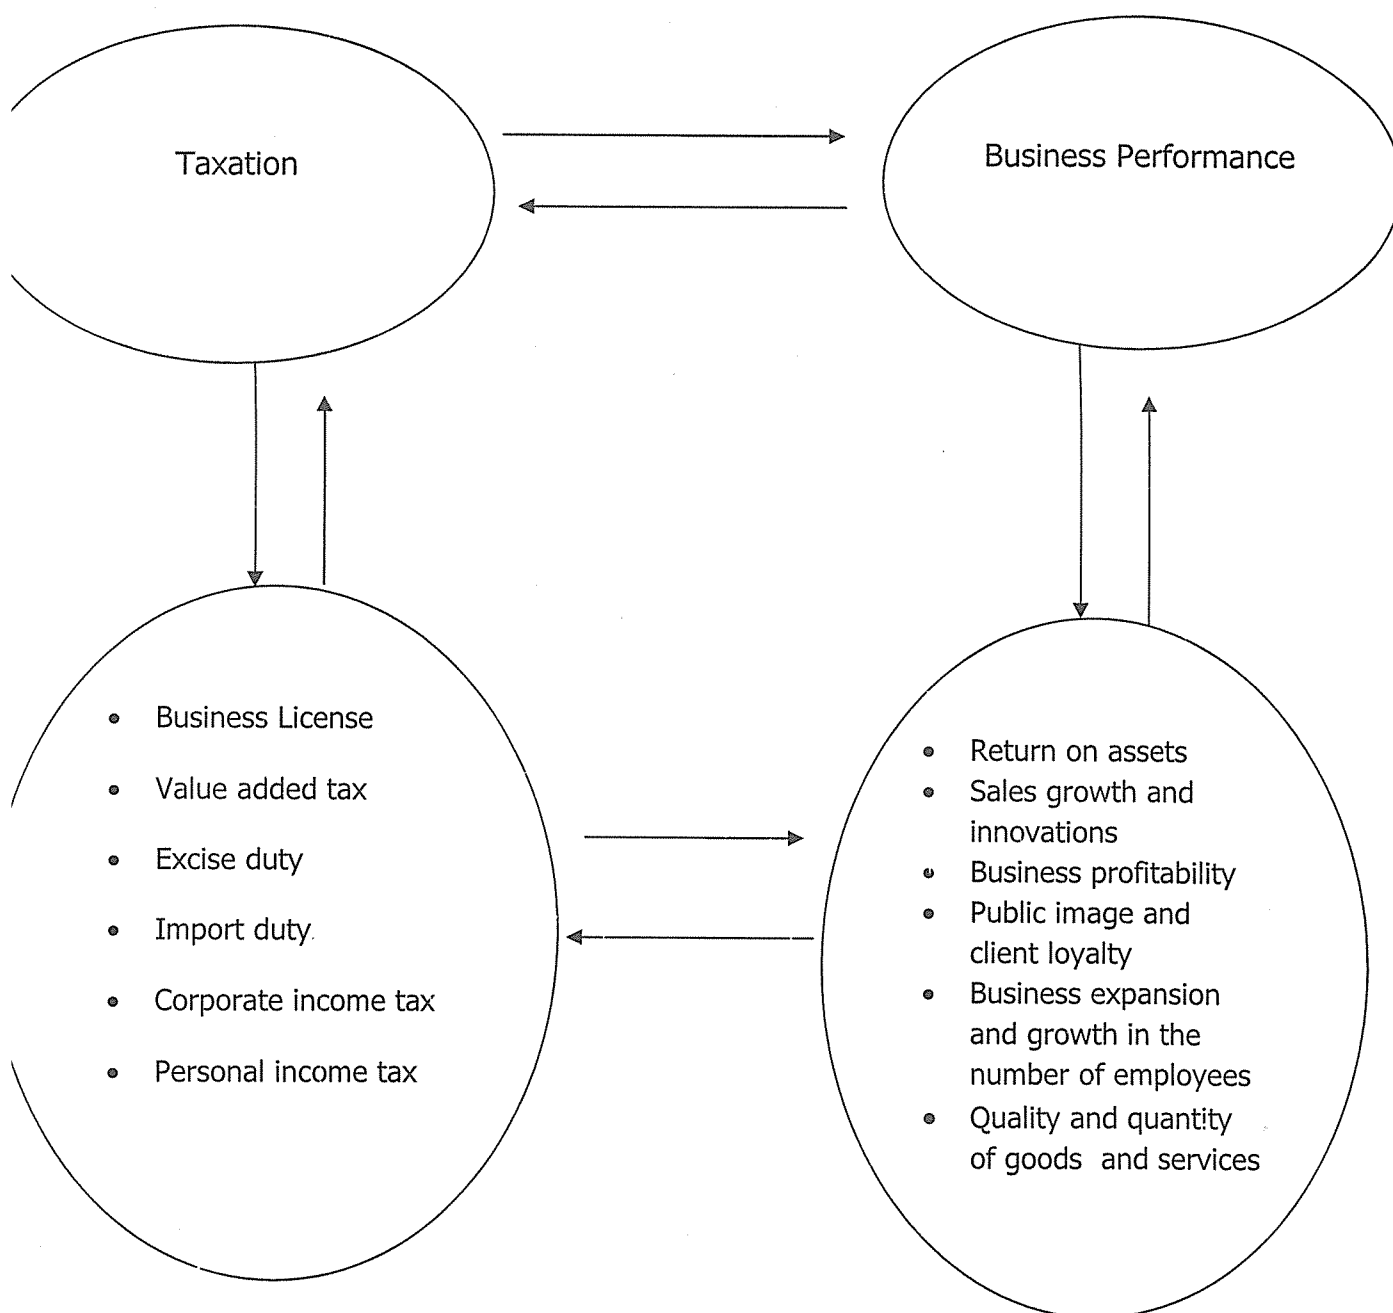 Taxation
Business Performance
• Business License
• Value added tax
• Excise duty
• Import duty
• Corporate income tax
• Personal income tax
• Return on assets
• Sales growth and
innovations
• Business profitability
• Public image and
client loyalty
• Business expansion
and growth in the
number of employees
• Quality and quantity
of goods and services